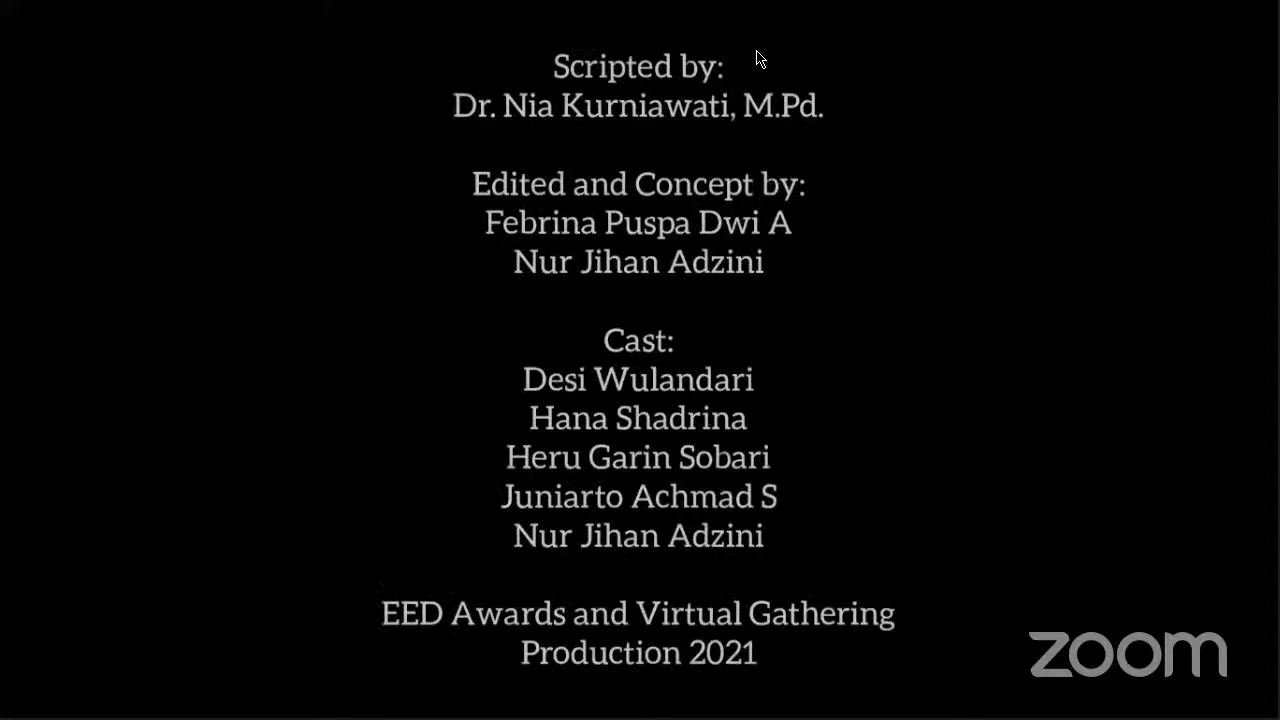 Scripted by:
Dr. Nia Kurniawati, M.Pd.
Edited and Concept by:
Febrina Puspa Dwi A
Nur Jihan Adzini
Cast:
Desi Wulandari
Hana Shadrina
Heru Garin Sobari
Juniarto Achmad S
Nur Jihan Adzini
EED Awards and Virtual Gathering
Production 2021
zoom